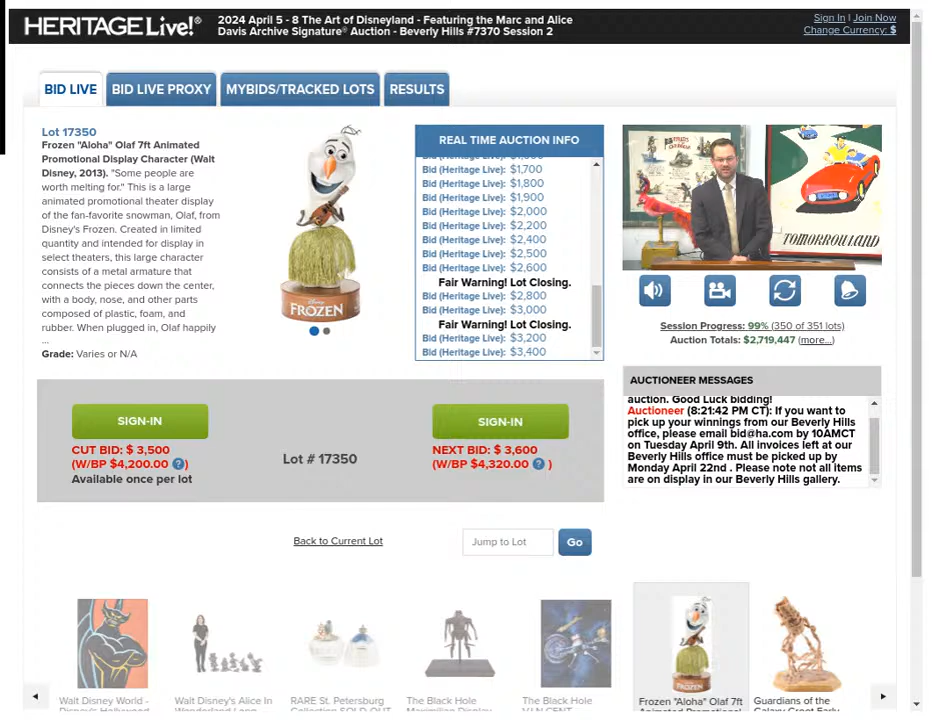 HERITAGE Live!®
2024 April 5 - 8 The Art of Disneyland - Featuring the Marc and Alice
Davis Archive Signature® Auction - Beverly Hills #7370 Session 2
Sign In | Join Now
Change Currency: $
BID LIVE
BID LIVE PROXY
MYBIDS/TRACKED LOTS
RESULTS
Lot 17350
Frozen "Aloha" Olaf 7ft Animated
Promotional Display Character (Walt
Disney, 2013). "Some people are
worth melting for." This is a large
animated promotional theater display
of the fan-favorite snowman, Olaf, from
Disney's Frozen. Created in limited
quantity and intended for display in
select theaters, this large character
consists of a metal armature that
connects the pieces down the center,
with a body, nose, and other parts
composed of plastic, foam, and
rubber. When plugged in, Olaf happily
...
Grade: Varies or N/A
Disney
FROZEN
REAL TIME AUCTION INFO
Bid (Heritage Live): $1,700
Bid (Heritage Live): $1,800
Bid (Heritage Live): $1,900
Bid (Heritage Live): $2,000
Bid (Heritage Live): $2,200
Bid (Heritage Live): $2,400
Bid (Heritage Live): $2,500
Bid (Heritage Live): $2,600
Fair Warning! Lot Closing.
Bid (Heritage Live): $2,800
Bid (Heritage Live): $3,000
Fair Warning! Lot Closing.
Bid (Heritage Live): $3,200
Bid (Heritage Live): $3,400
TOMORROWLAND
Session Progress: 99% (350 of 351 lots)
Auction Totals: $2,719,447 (more...)
AUCTIONEER MESSAGES
auction. Good Luck bidding!
Auctioneer (8:21:42 PM CT): If you want to
pick up your winnings from our Beverly Hills
office, please email bid@ha.com by 10AMCT
on Tuesday April 9th. All invoices left at our
Beverly Hills office must be picked up by
Monday April 22nd . Please note not all items
are on display in our Beverly Hills gallery.
SIGN-IN
CUT BID: $ 3,500
(W/BP $4,200.00 ?)
Available once per lot
Lot # 17350
SIGN-IN
NEXT BID: $ 3,600
(W/BP $4,320.00 ? )
Back to Current Lot
Jump to Lot
Go
Walt Disney World -
Disney's Hollywood
Walt Disney's Alice In
Wonderland Long
RARE St. Petersburg
Collection SOLD OUT
The Black Hole
Maximilian Display
The Black Hole
V.I.N.CENT
Frozen "Aloha" Olaf 7ft
Animated Promotional
Guardians of the
Galaxy Groot Early